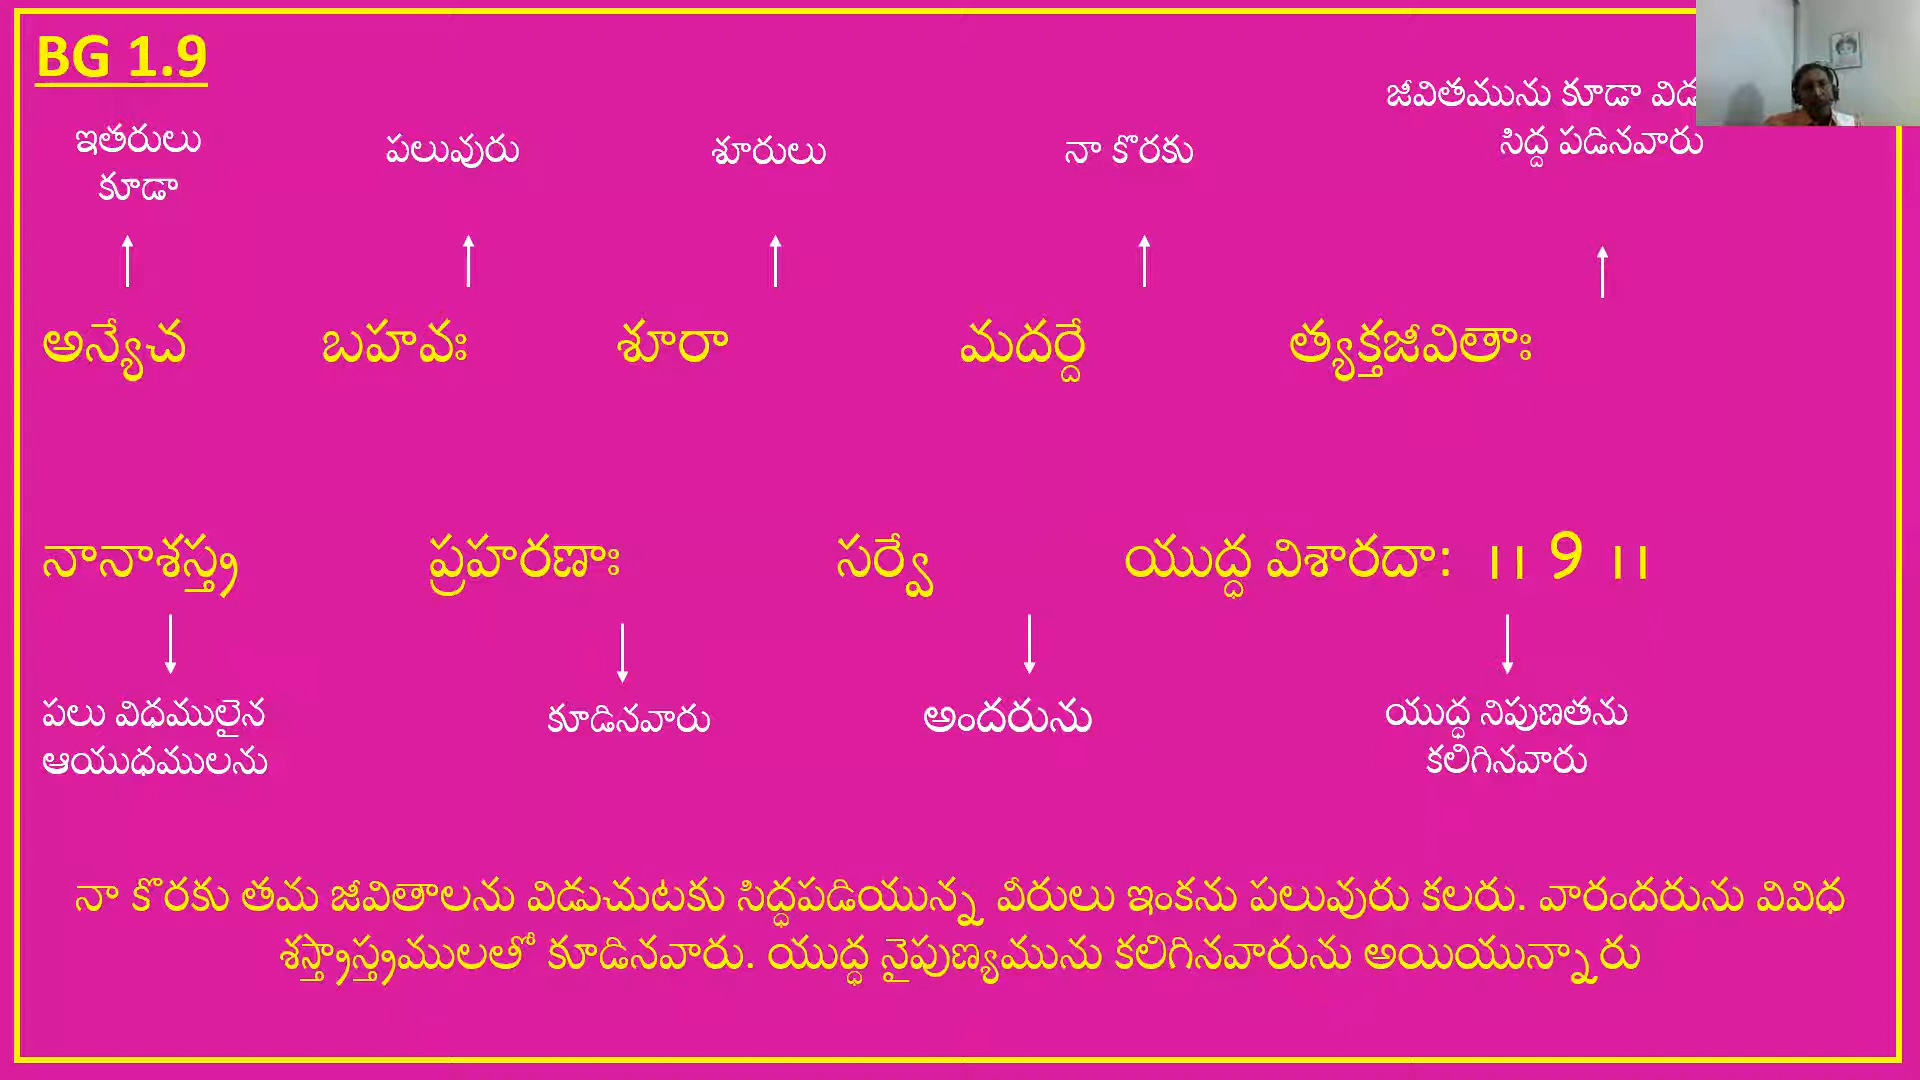 BG 1.9
జీవితమును కూడా
ఇతరులు పలువురు శూరులు నా కొరకు సిద్ద పడినవారు
కూడా
అన్యేచ బహవః శూరా మదర్దే త్యక్తజీవితాః
నానాశస్త్ర ప్రహరణాః సర్వే యుద్ధ విశారదా: ।। 9 ।।
పలు విధములైన కూడినవారు అందరును యుద్ధ నిపుణతను
ఆయుధములను కలిగినవారు
నా కొరకు తమ జీవితాలను విడుచుటకు సిద్ధపడియున్న వీరులు ఇంకను పలువురు కలరు. వారందరును వివిధ
శస్త్రాస్త్రములతో కూడినవారు. యుద్ధ నైపుణ్యమును కలిగినవారును అయియున్నారు